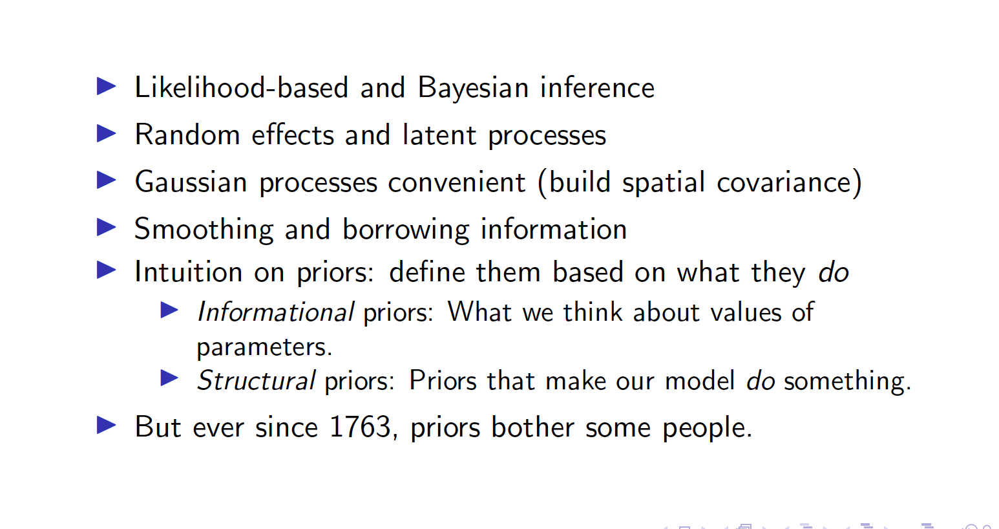 Likelihood-based and Bayesian inference
Random effects and latent processes
Gaussian processes convenient (build spatial covariance)
Smoothing and borrowing information
Intuition on priors: define them based on what they do
Informational priors: What we think about values of
parameters.
Structural priors: Priors that make our model do something.
But ever since 1763, priors bother some people.